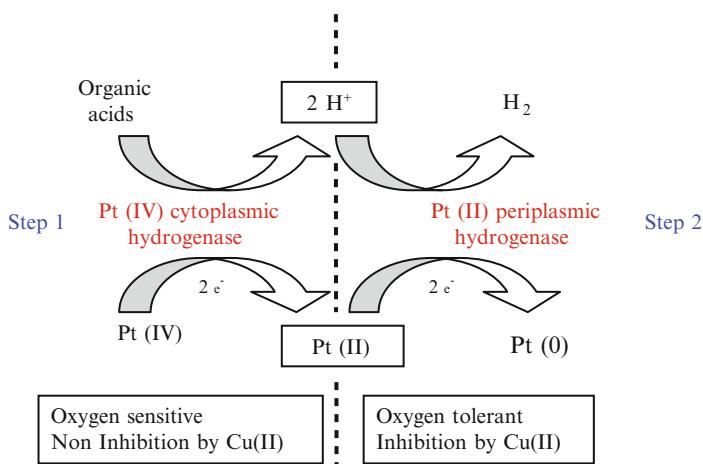 Organic
acids
2 H⁺
H₂
Step 1
Pt (IV) cytoplasmic
hydrogenase
Pt (II) periplasmic
hydrogenase
Step 2
2 e⁻
2 e⁻
Pt (IV)
Pt (II)
Pt (0)
Oxygen sensitive
Non Inhibition by Cu(II)
Oxygen tolerant
Inhibition by Cu(II)